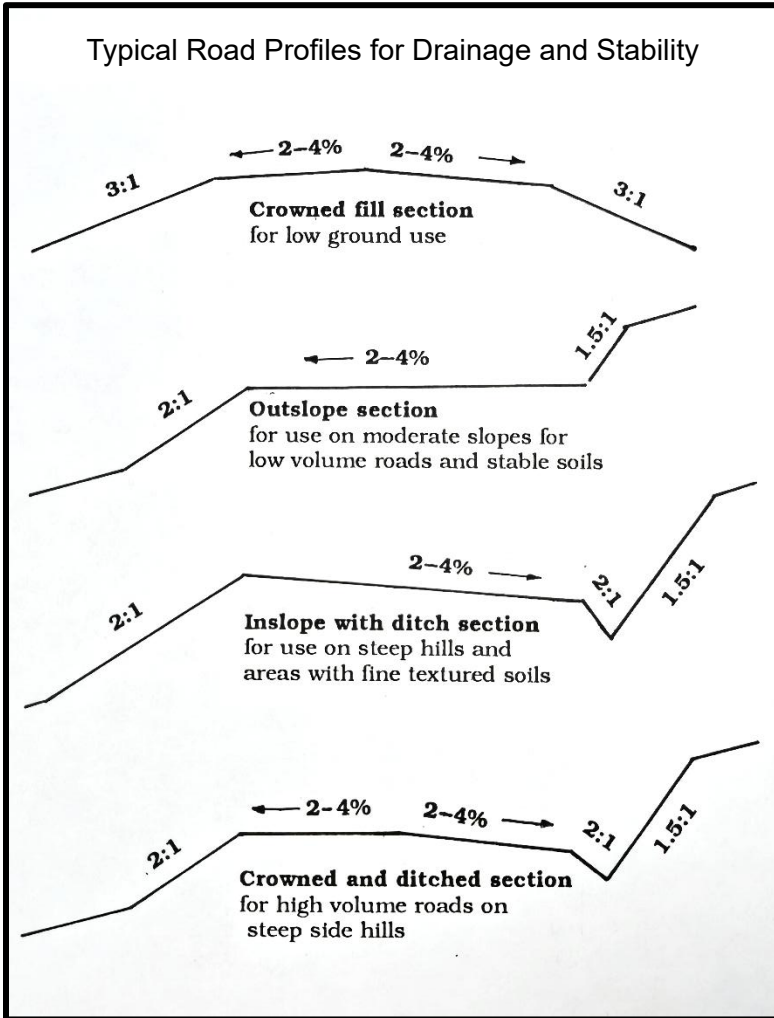 Typical Road Profiles for Drainage and Stability
2–4% 2–4%
3:1 3:1
Crowned fill section
for low ground use
1.5:1
2–4%
2:1
Outslope section
for use on moderate slopes for
low volume roads and stable soils
2–4%
2:1 2:1 1.5:1
Inslope with ditch section
for use on steep hills and
areas with fine textured soils
2-4% 2–4%
2:1 2:1 1.5:1
Crowned and ditched section
for high volume roads on
steep side hills